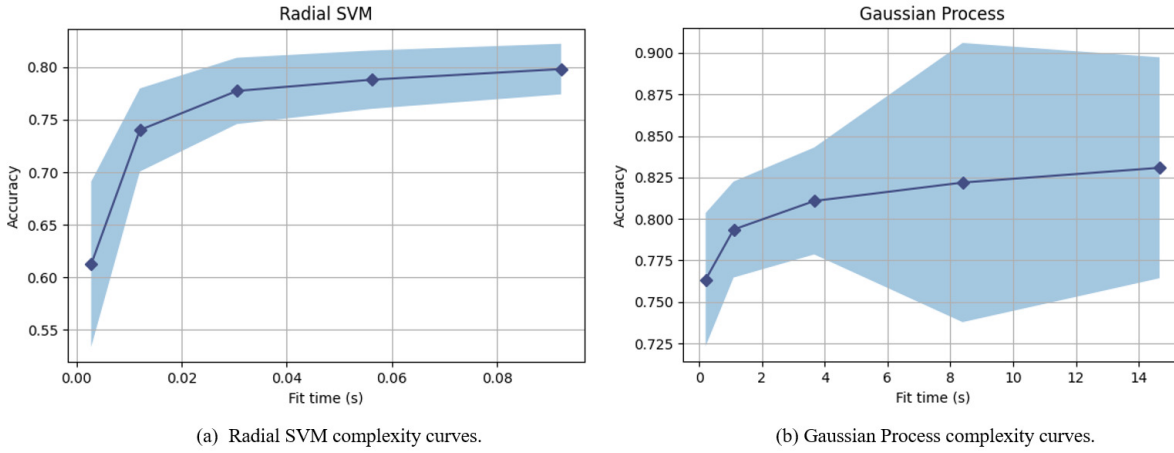 Radial SVM
Accuracy
0.80
0.75
0.70
0.65
0.60
0.55
0.00 0.02 0.04 0.06 0.08
Fit time (s)
(a) Radial SVM complexity curves.
Gaussian Process
Accuracy
0.900
0.875
0.850
0.825
0.800
0.775
0.750
0.725
0 2 4 6 8 10 12 14
Fit time (s)
(b) Gaussian Process complexity curves.